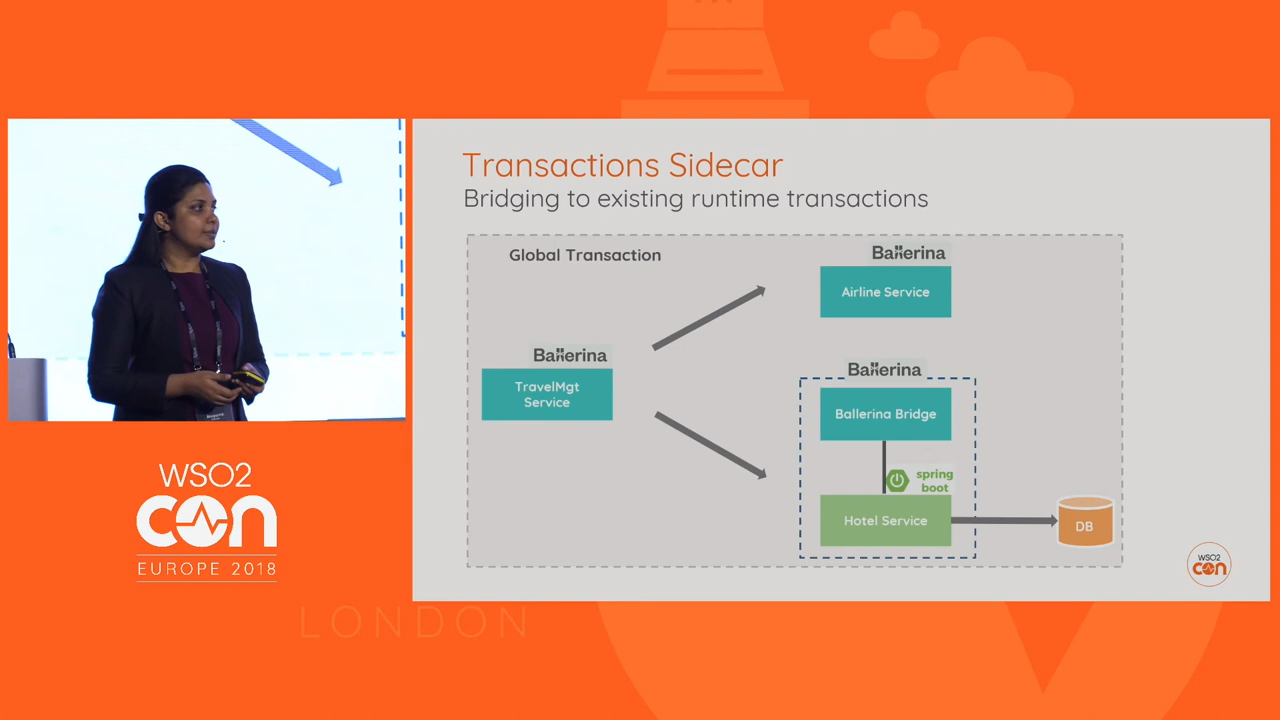 Transactions Sidecar
Bridging to existing runtime transactions
Global Transaction
Ballerina
Airline Service
Ballerina
TravelMgt
Service
Ballerina
Ballerina Bridge
spring
boot
Hotel Service
DB
WSO2
CON
WSO2
CON
EUROPE 2018
LONDON